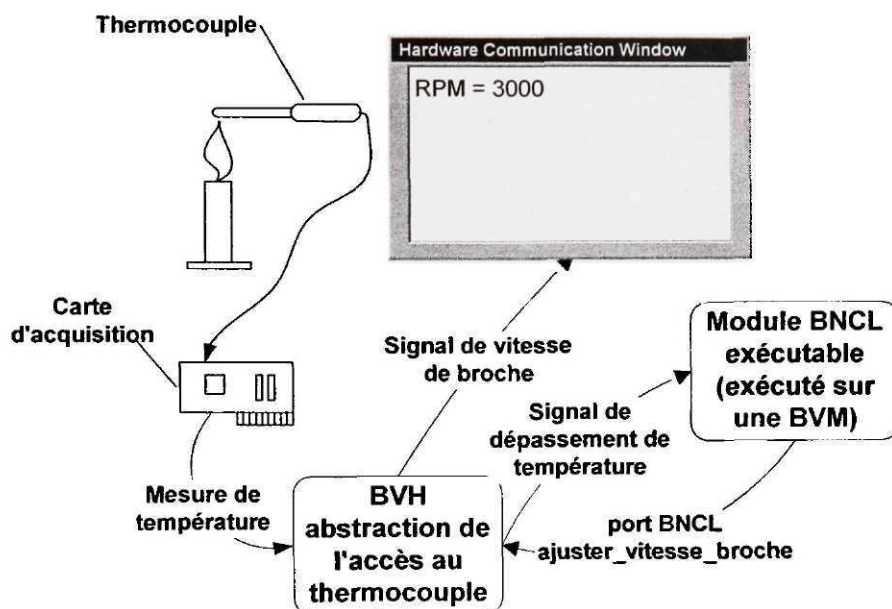 Thermocouple
Hardware Communication Window
RPM = 3000
Carte
d'acquisition
Signal de vitesse
de broche
Module BNCL
exécutable
(exécuté sur
une BVM)
Signal de
dépassement de
température
Mesure de
température
BVH
abstraction de
l'accès au
thermocouple
port BNCL
ajuster_vitesse_broche